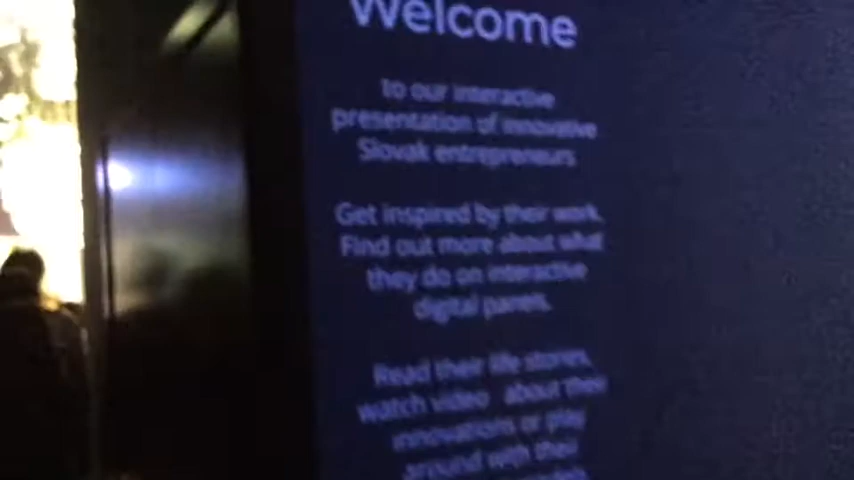 Welcome
to our interactive
presentation of innovative
Slovak entrepreneurs
Get inspired by their work.
Find out more about what
they do on interactive
digital panels.
Read their life stories,
watch video about their
innovations or play
around with their